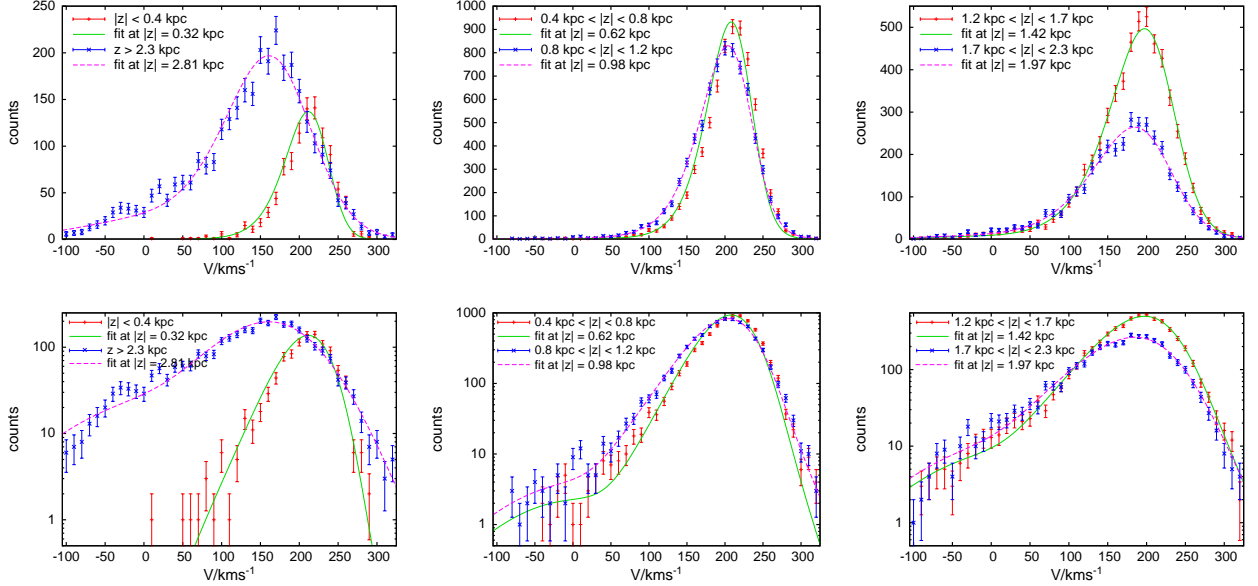 |z| < 0.4 kpc
fit at |z| = 0.32 kpc
z > 2.3 kpc
fit at |z| = 2.81 kpc
counts
250
200
150
100
50
0
-100 -50 0 50 100 150 200 250 300
V/kms-1
0.4 kpc < |z| < 0.8 kpc
fit at |z| = 0.62 kpc
0.8 kpc < |z| < 1.2 kpc
fit at |z| = 0.98 kpc
counts
1000
900
800
700
600
500
400
300
200
100
0
-100 -50 0 50 100 150 200 250 300
V/kms-1
1.2 kpc < |z| < 1.7 kpc
fit at |z| = 1.42 kpc
1.7 kpc < |z| < 2.3 kpc
fit at |z| = 1.97 kpc
counts
500
400
300
200
100
0
-100 -50 0 50 100 150 200 250 300
V/kms-1
|z| < 0.4 kpc
fit at |z| = 0.32 kpc
z > 2.3 kpc
fit at |z| = 2.81 kpc
counts
100
10
1
-100 -50 0 50 100 150 200 250 300
V/kms-1
0.4 kpc < |z| < 0.8 kpc
fit at |z| = 0.62 kpc
0.8 kpc < |z| < 1.2 kpc
fit at |z| = 0.98 kpc
counts
1000
100
10
1
-100 -50 0 50 100 150 200 250 300
V/kms-1
1.2 kpc < |z| < 1.7 kpc
fit at |z| = 1.42 kpc
1.7 kpc < |z| < 2.3 kpc
fit at |z| = 1.97 kpc
counts
100
10
1
-100 -50 0 50 100 150 200 250 300
V/kms-1